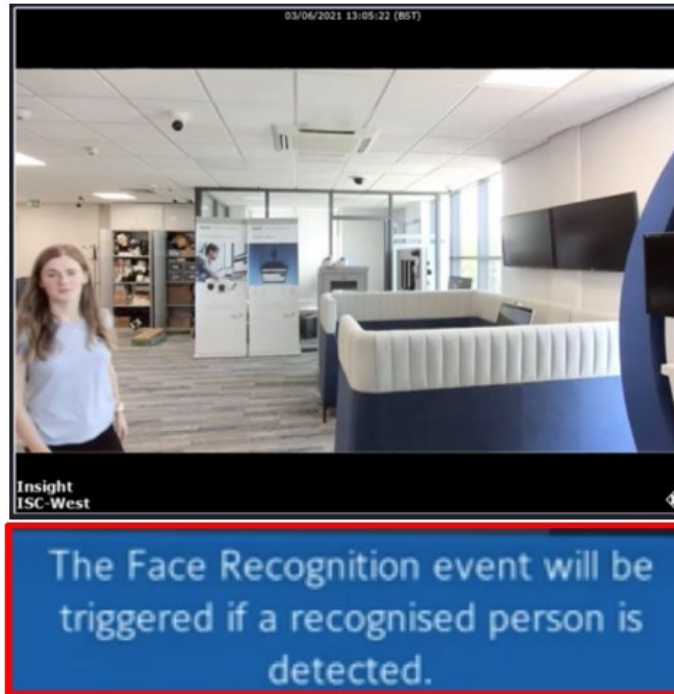 03/06/2021 13:05:22 (BST)
Insight
ISC-West
The Face Recognition event will be
triggered if a recognised person is
detected.